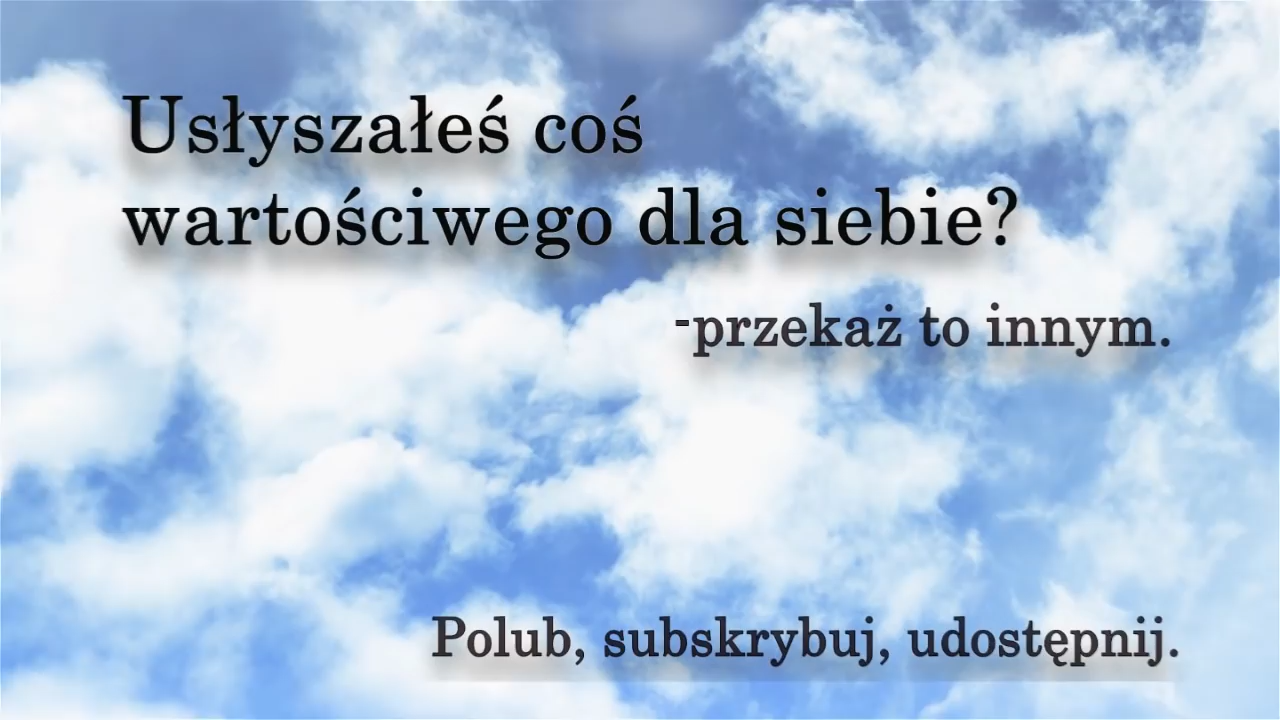 Usłyszałeś coś
wartościwego dla siebie?
-przekaż to innym.
Polub, subskrybuj, udostępnij.